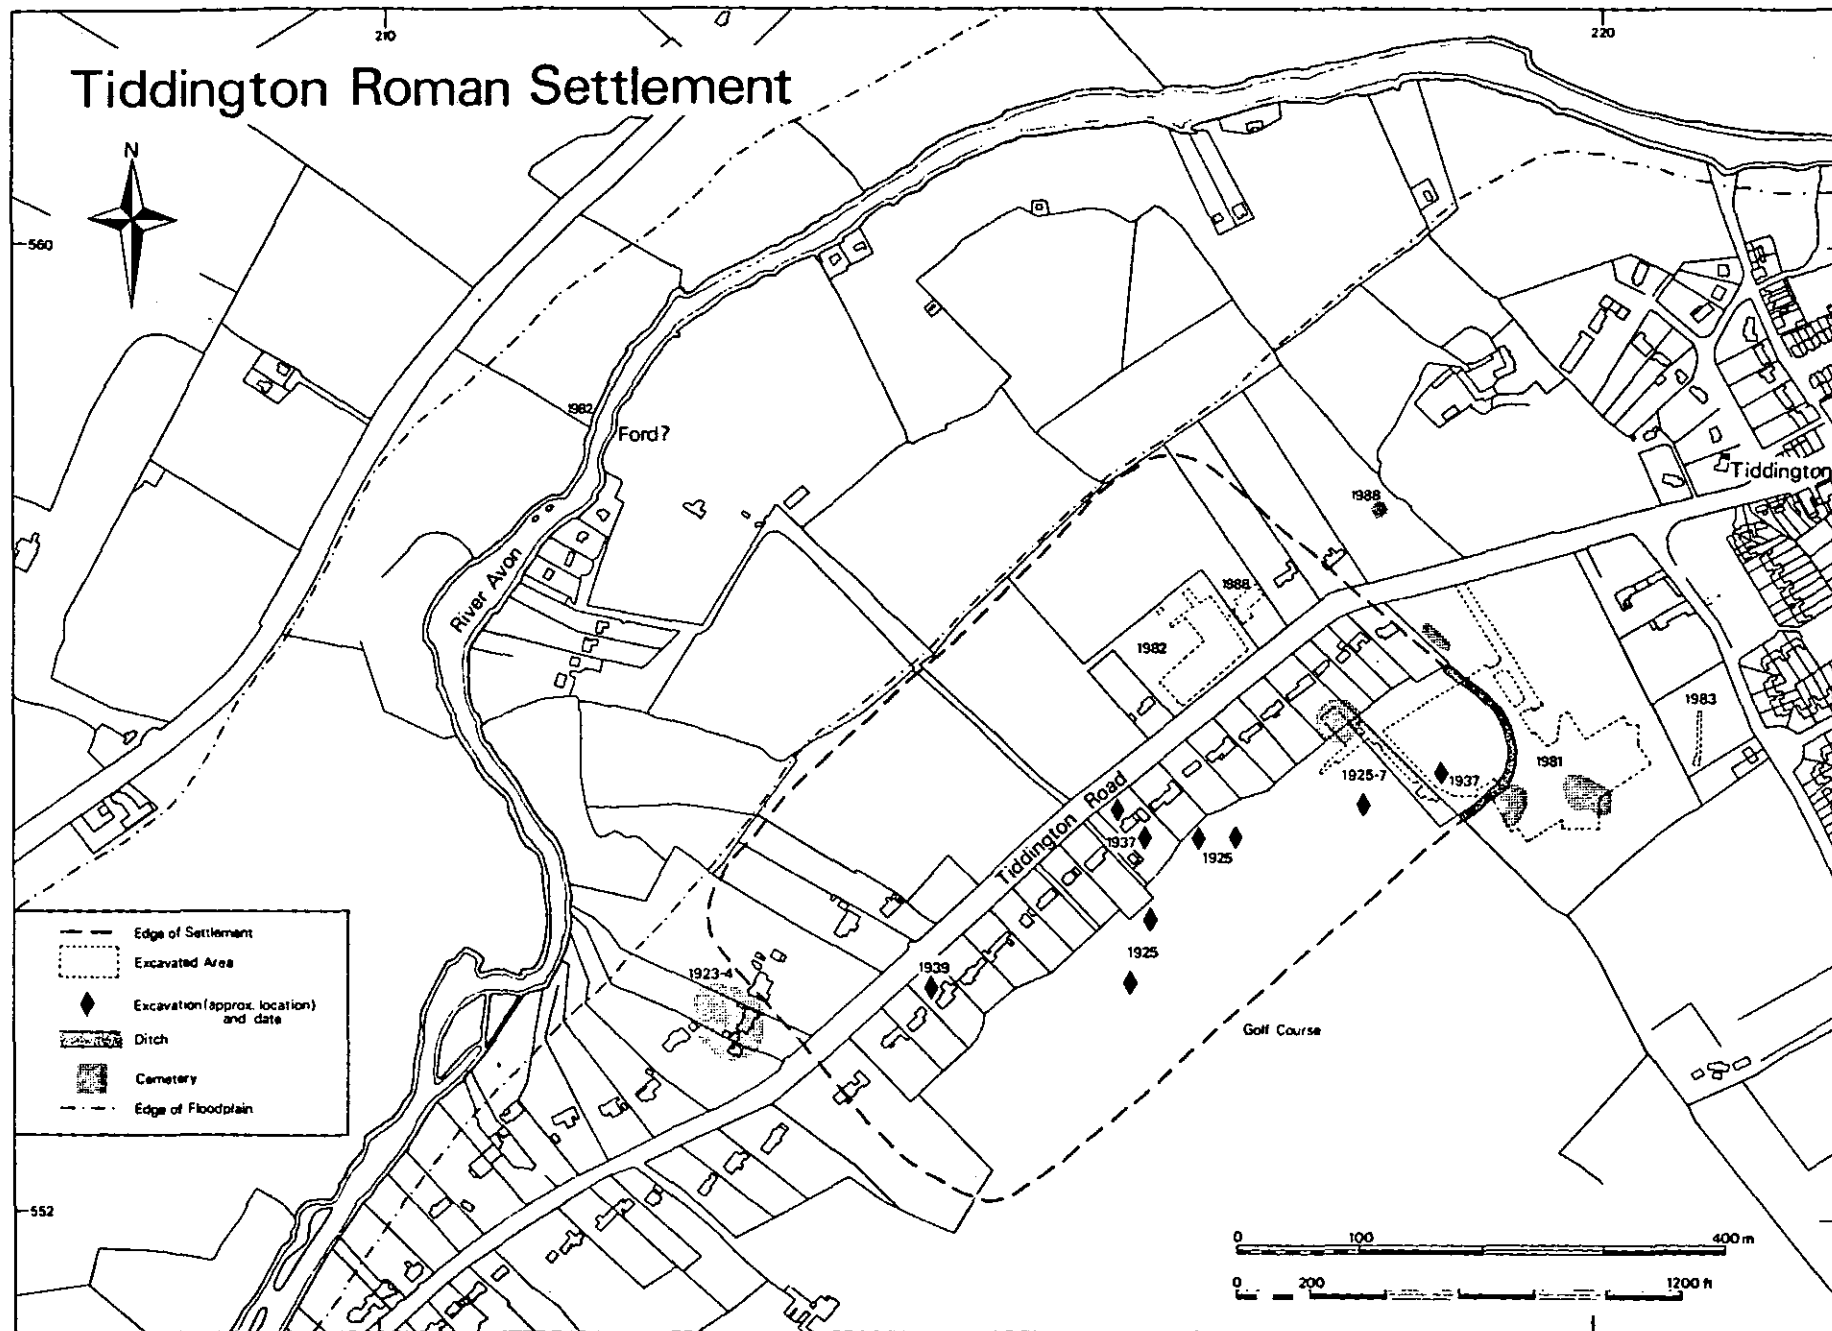 210
220
Tiddington Roman Settlement
N
560
1982
Ford?
Tiddington
1988
River Avon
1988
1982
1983
1981
1925-7
1937
Tiddington Road
1937
1925
1925
1923-4
1939
Golf Course
Edge of Settlement
Excavated Area
Excavation (approx. location)
and date
Ditch
Cemetery
Edge of Floodplain
552
0 100 400 m
0 200 1200 ft